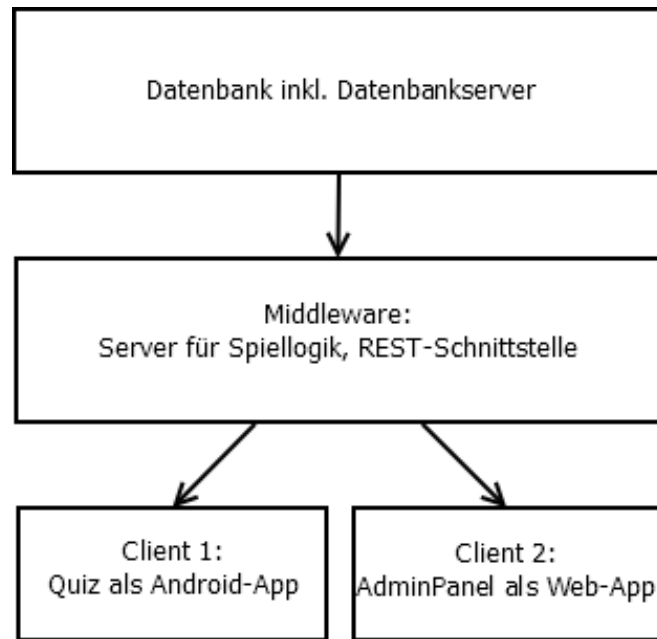 Datenbank inkl. Datenbankserver
Middleware:
Server für Spiellogik, REST-Schnittstelle
Client 1:
Quiz als Android-App
Client 2:
AdminPanel als Web-App